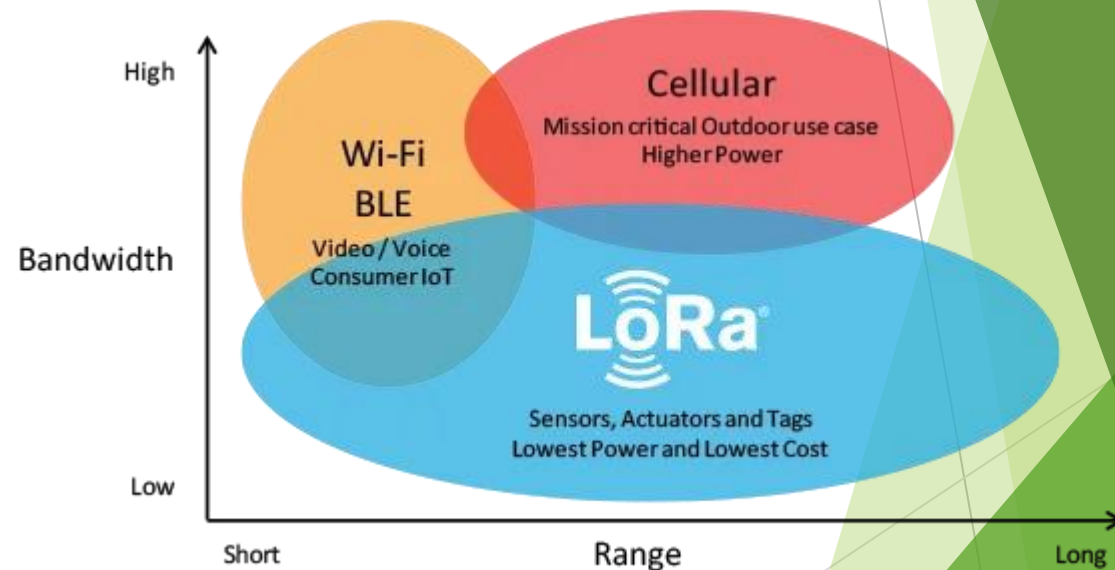 High
Cellular
Mission critical Outdoor use case
Higher Power
Wi-Fi
BLE
Video / Voice
Consumer IoT
Bandwidth
LoRa®
Sensors, Actuators and Tags
Lowest Power and Lowest Cost
Low
Short
Range
Long